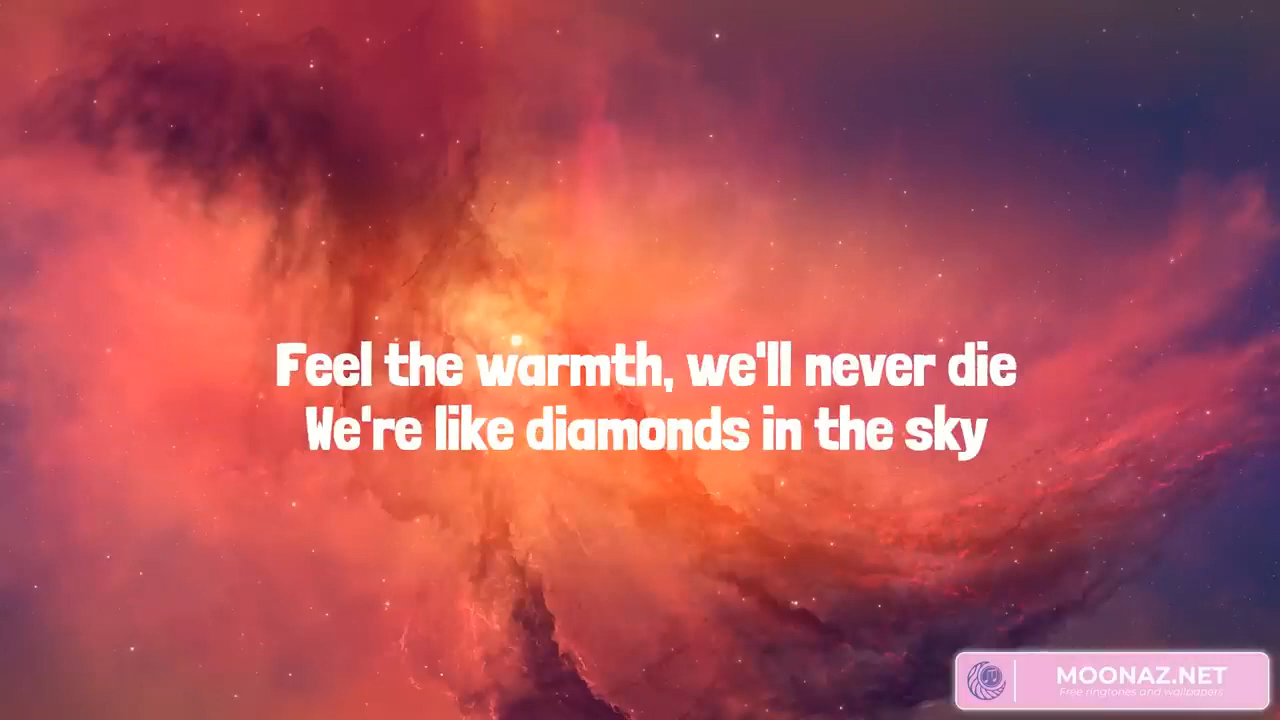 Feel the warmth, we'll never die
We're like diamonds in the sky
MOONAZ.NET
Free ringtones and wallpapers